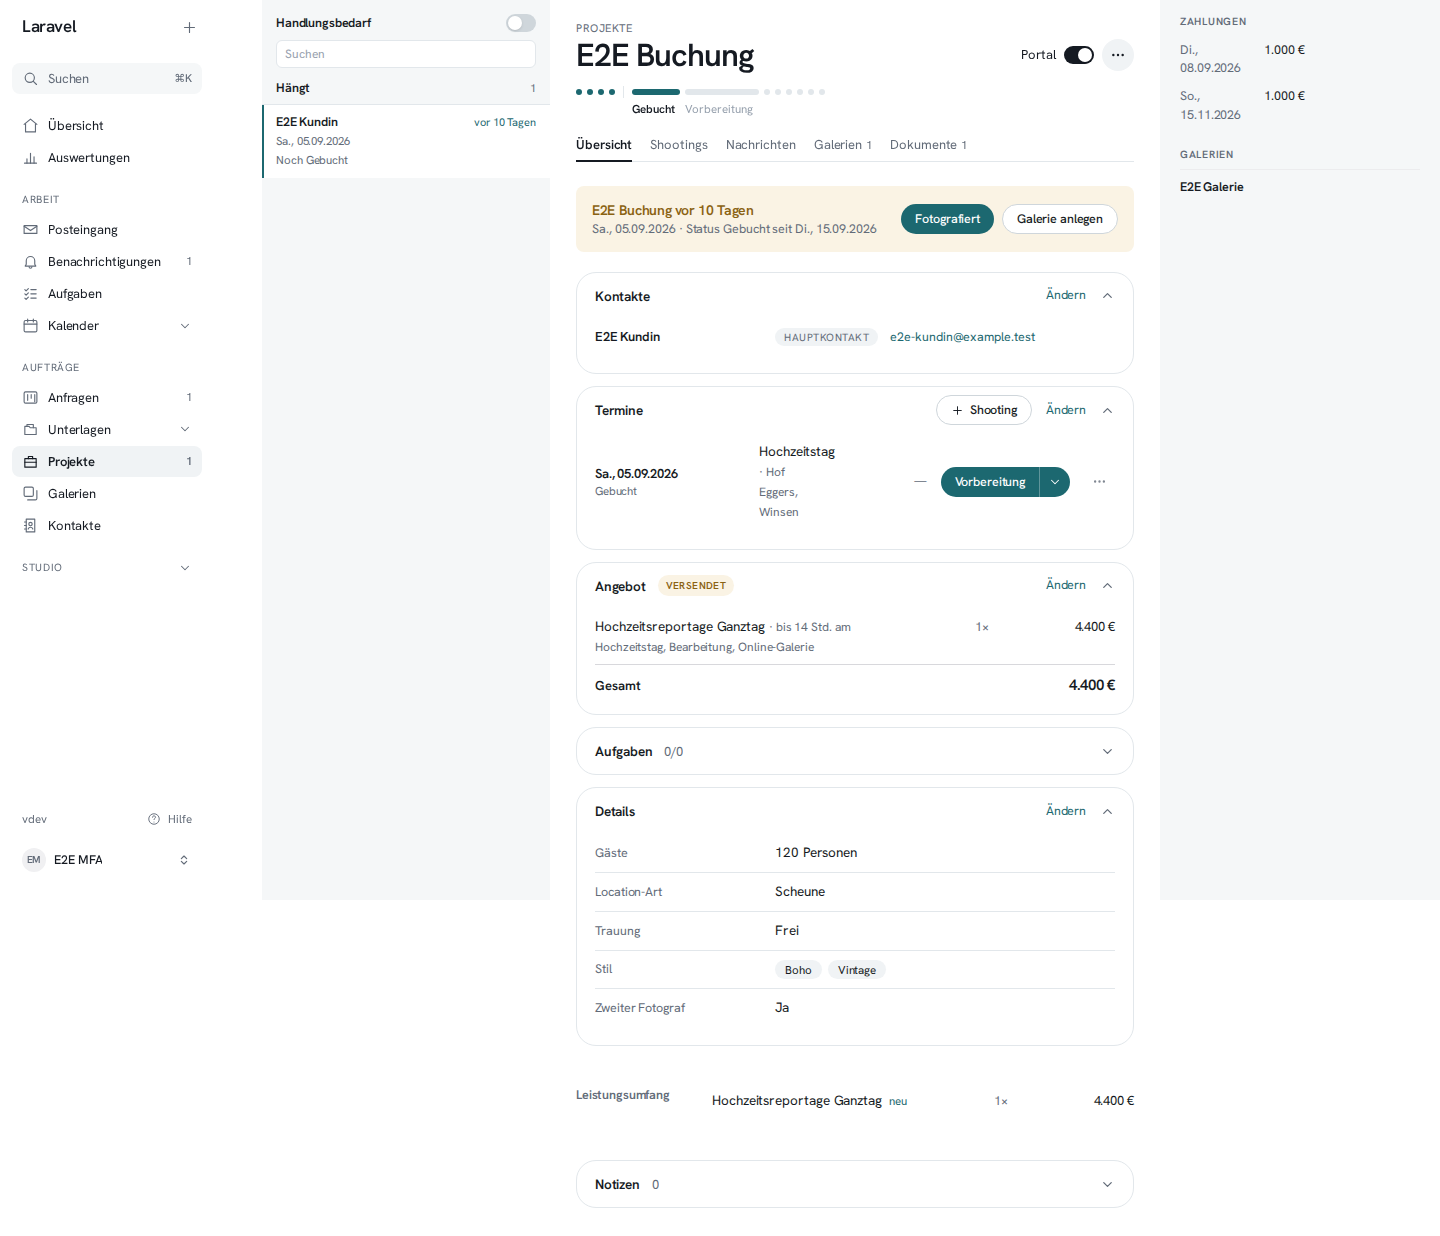 Laravel
Suchen ⌘K
Übersicht
Auswertungen
ARBEIT
Posteingang
Benachrichtigungen 1
Aufgaben
Kalender
AUFTRÄGE
Anfragen 1
Unterlagen
Projekte 1
Galerien
Kontakte
STUDIO
vdev Hilfe
EM E2E MFA
Handlungsbedarf
Suchen
Hängt 1
E2E Kundin vor 10 Tagen
Sa., 05.09.2026
Noch Gebucht
PROJEKTE
E2E Buchung
Portal
Gebucht Vorbereitung
Übersicht Shootings Nachrichten Galerien 1 Dokumente 1
E2E Buchung vor 10 Tagen
Sa., 05.09.2026 · Status Gebucht seit Di., 15.09.2026
Fotografiert Galerie anlegen
Kontakte Ändern
E2E Kundin HAUPTKONTAKT e2e-kundin@example.test
Termine + Shooting Ändern
Sa., 05.09.2026
Gebucht
Hochzeitstag
· Hof
Eggers,
Winsen
— Vorbereitung
Angebot VERSENDET Ändern
Hochzeitsreportage Ganztag · bis 14 Std. am 1× 4.400 €
Hochzeitstag, Bearbeitung, Online-Galerie
Gesamt 4.400 €
Aufgaben 0/0
Details Ändern
Gäste 120 Personen
Location-Art Scheune
Trauung Frei
Stil Boho Vintage
Zweiter Fotograf Ja
Leistungsumfang Hochzeitsreportage Ganztag neu 1× 4.400 €
Notizen 0
ZAHLUNGEN
Di., 1.000 €
08.09.2026
So., 1.000 €
15.11.2026
GALERIEN
E2E Galerie